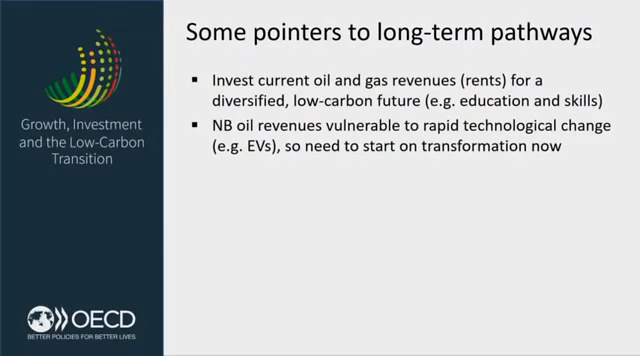 Some pointers to long-term pathways
▪ Invest current oil and gas revenues (rents) for a
diversified, low-carbon future (e.g. education and skills)
▪ NB oil revenues vulnerable to rapid technological change
(e.g. EVs), so need to start on transformation now
Growth, Investment
and the Low-Carbon
Transition
OECD
BETTER POLICIES FOR BETTER LIVES